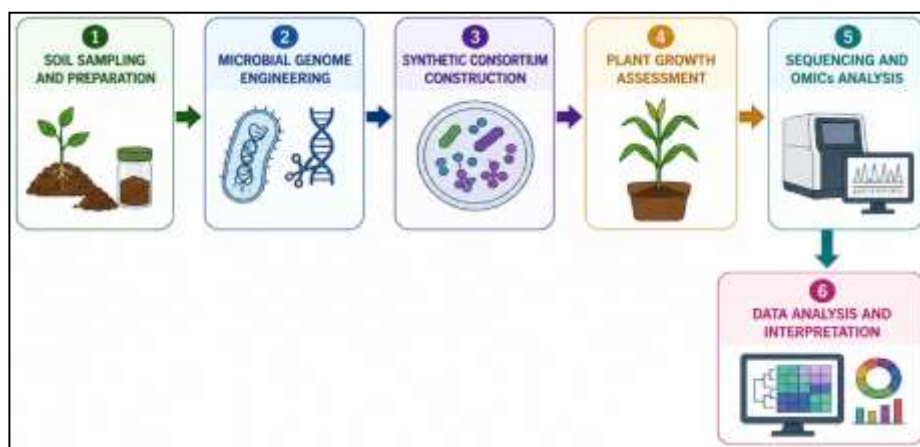 1
SOIL SAMPLING
AND PREPARATION
2
MICROBIAL GENOME
ENGINEERING
3
SYNTHETIC CONSORTIUM
CONSTRUCTION
4
PLANT GROWTH
ASSESSMENT
5
SEQUENCING AND
OMICs ANALYSIS
6
DATA ANALYSIS AND
INTERPRETATION